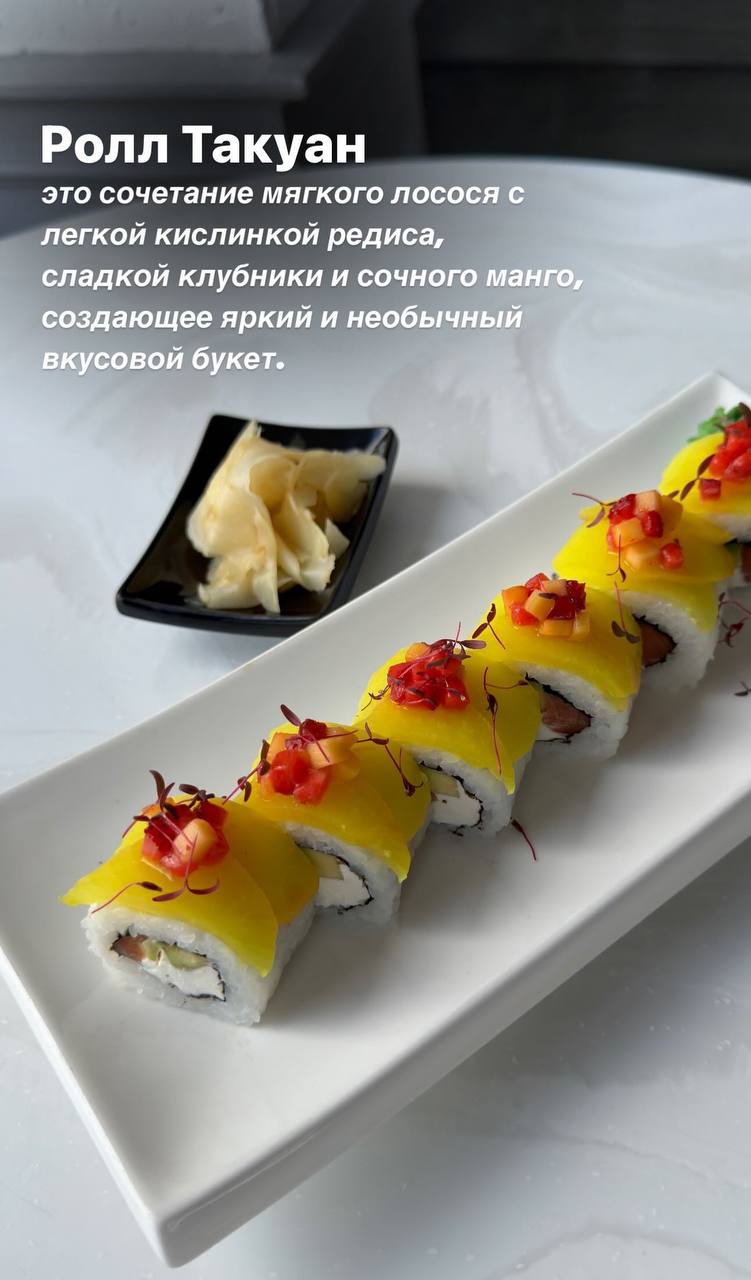 Ролл Такуан
это сочетание мягкого лосося с
легкой кислинкой редиса,
сладкой клубники и сочного манго,
создающее яркий и необычный
вкусовой букет.